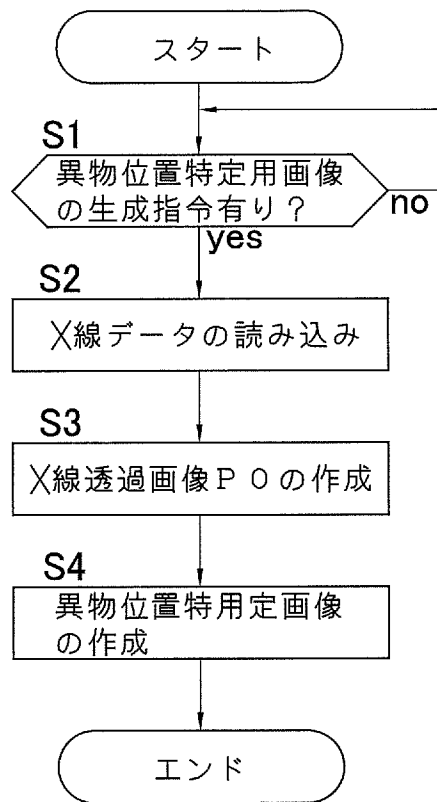 スタート
S1
異物位置特定用画像
の生成指令有り?
no
yes
S2
X線データの読み込み
S3
X線透過画像P0の作成
S4
異物位置特用定画像
の作成
エンド